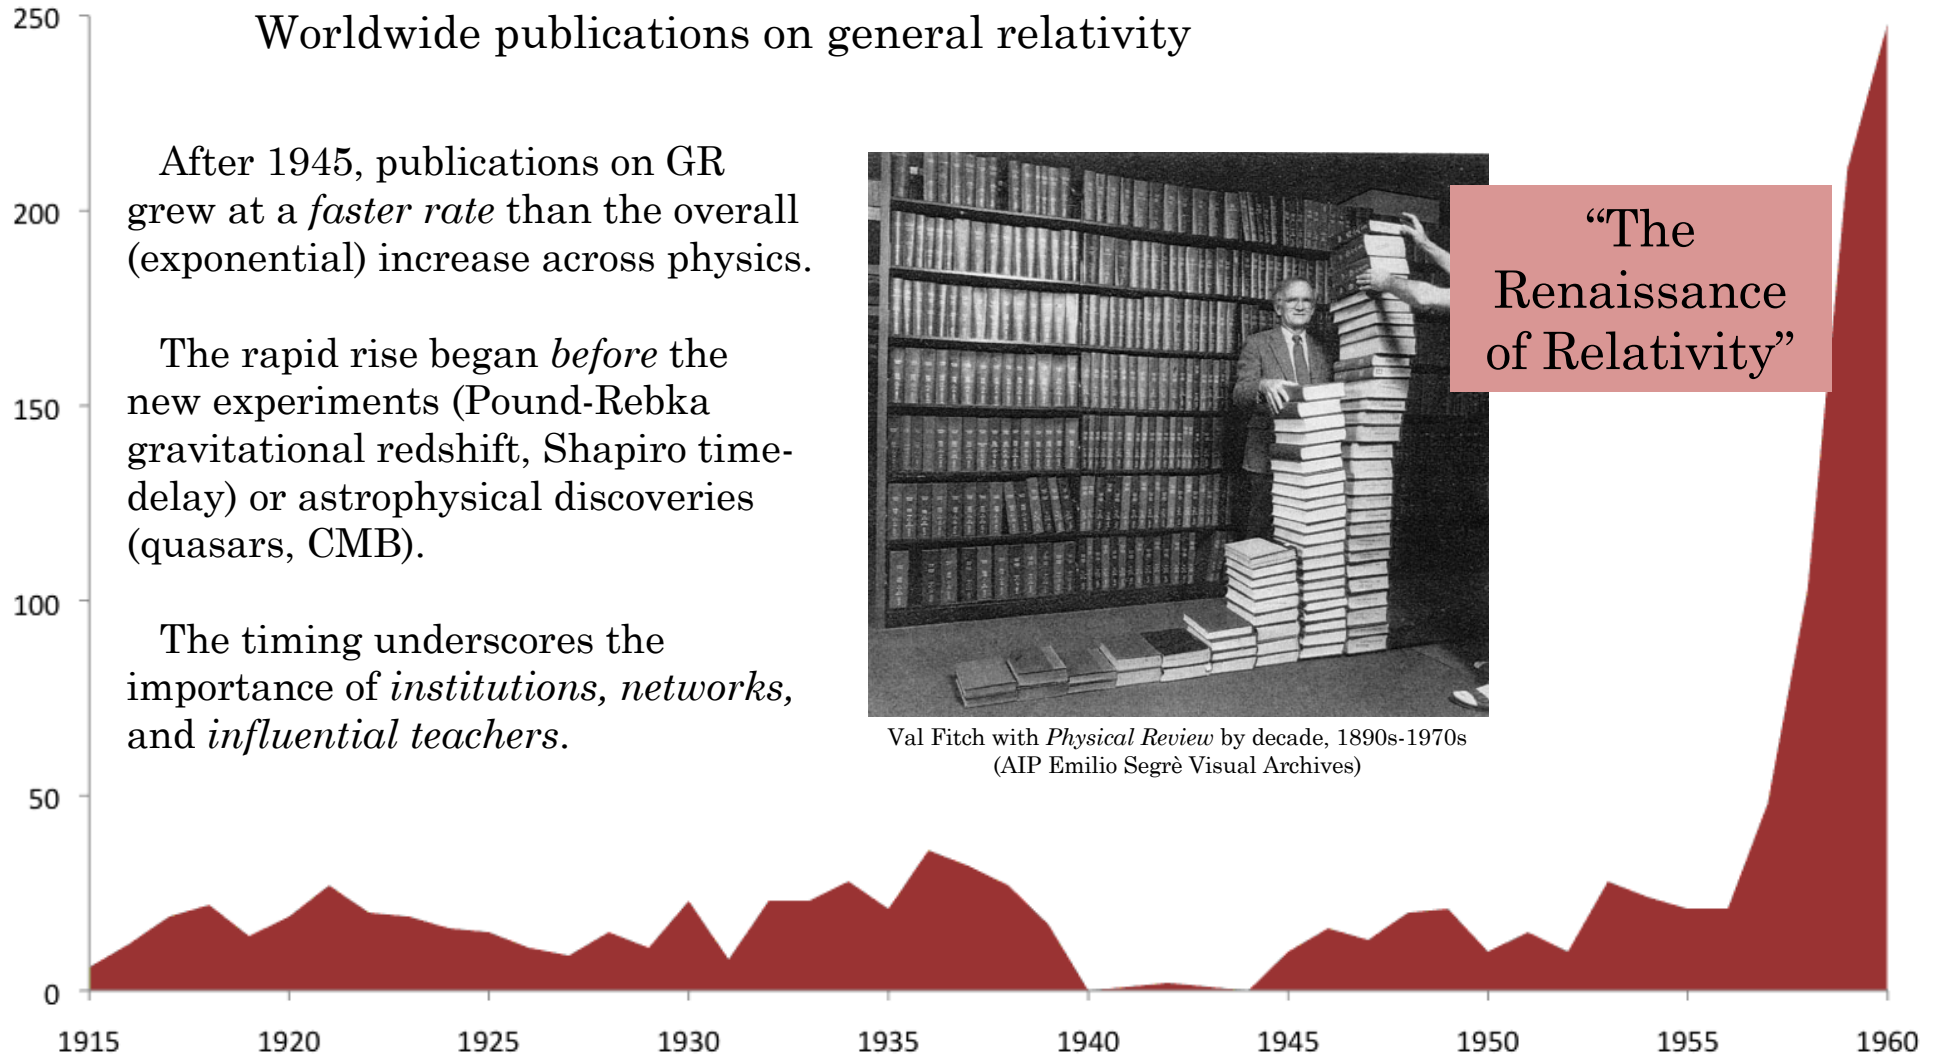 Worldwide publications on general relativity
After 1945, publications on GR
grew at a faster rate than the overall
(exponential) increase across physics.
The rapid rise began before the
new experiments (Pound-Rebka
gravitational redshift, Shapiro time-
delay) or astrophysical discoveries
(quasars, CMB).
The timing underscores the
importance of institutions, networks,
and influential teachers.
“The
Renaissance
of Relativity”
Val Fitch with Physical Review by decade, 1890s-1970s
(AIP Emilio Segrè Visual Archives)
250
200
150
100
50
0
1915 1920 1925 1930 1935 1940 1945 1950 1955 1960